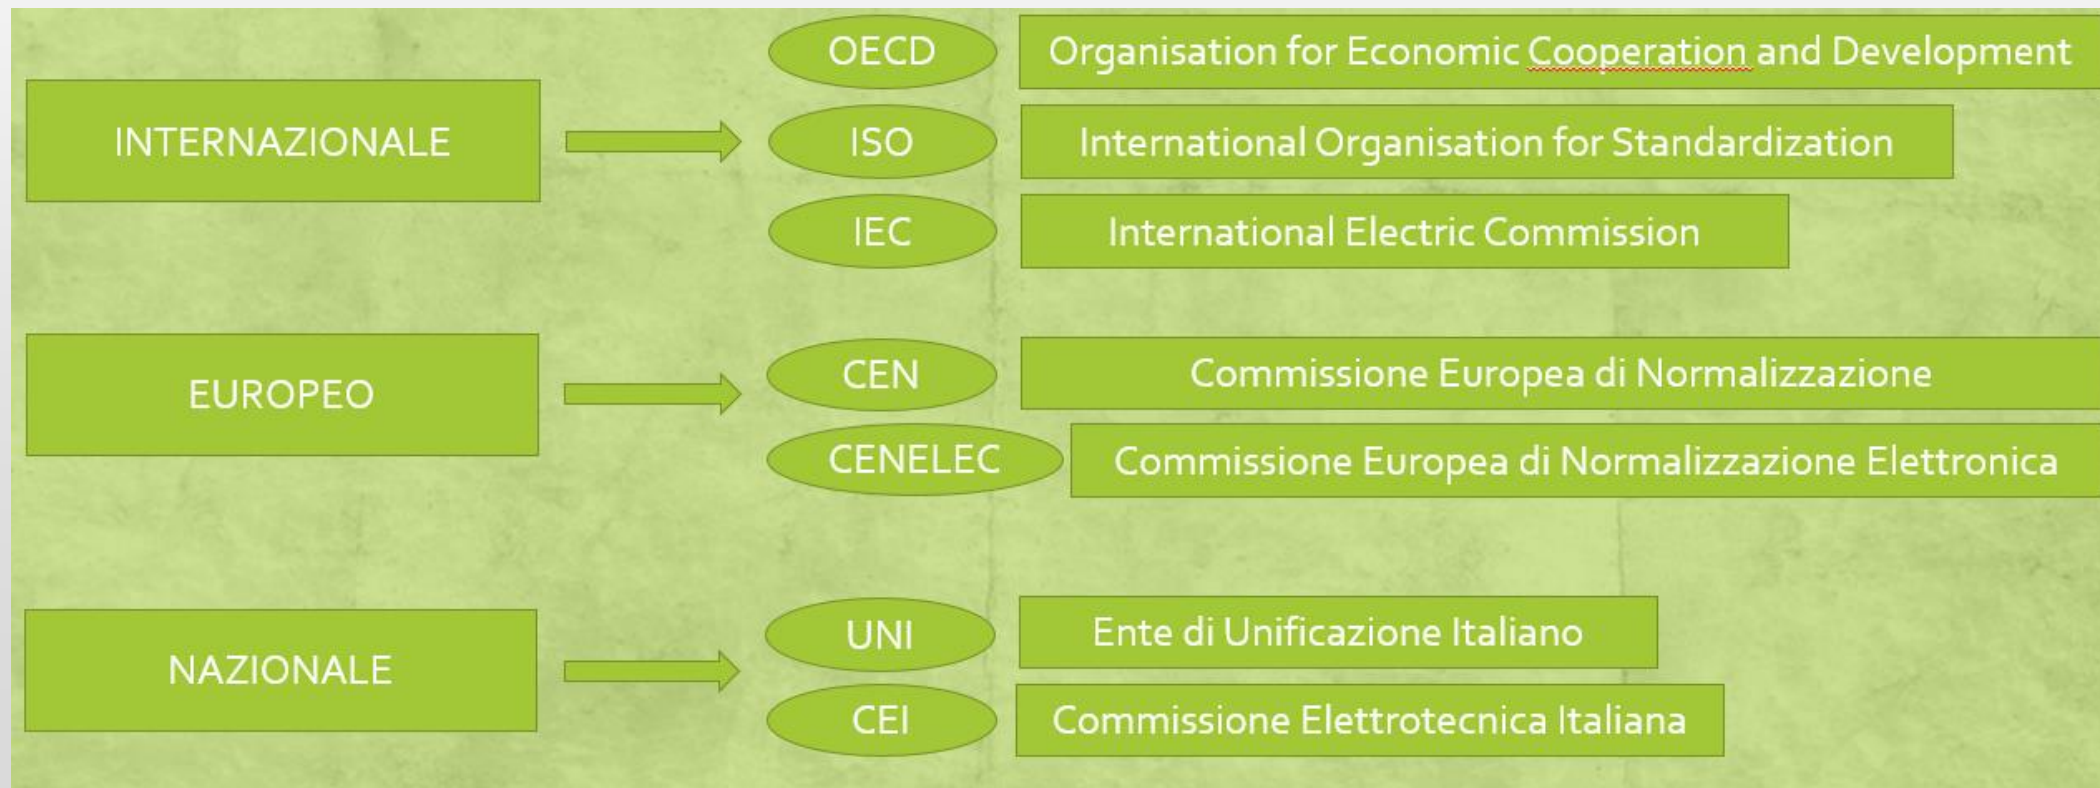 OECD Organisation for Economic Cooperation and Development
INTERNAZIONALE
ISO International Organisation for Standardization
IEC International Electric Commission
EUROPEO
CEN Commissione Europea di Normalizzazione
CENELEC Commissione Europea di Normalizzazione Elettronica
NAZIONALE
UNI Ente di Unificazione Italiano
CEI Commissione Elettrotecnica Italiana